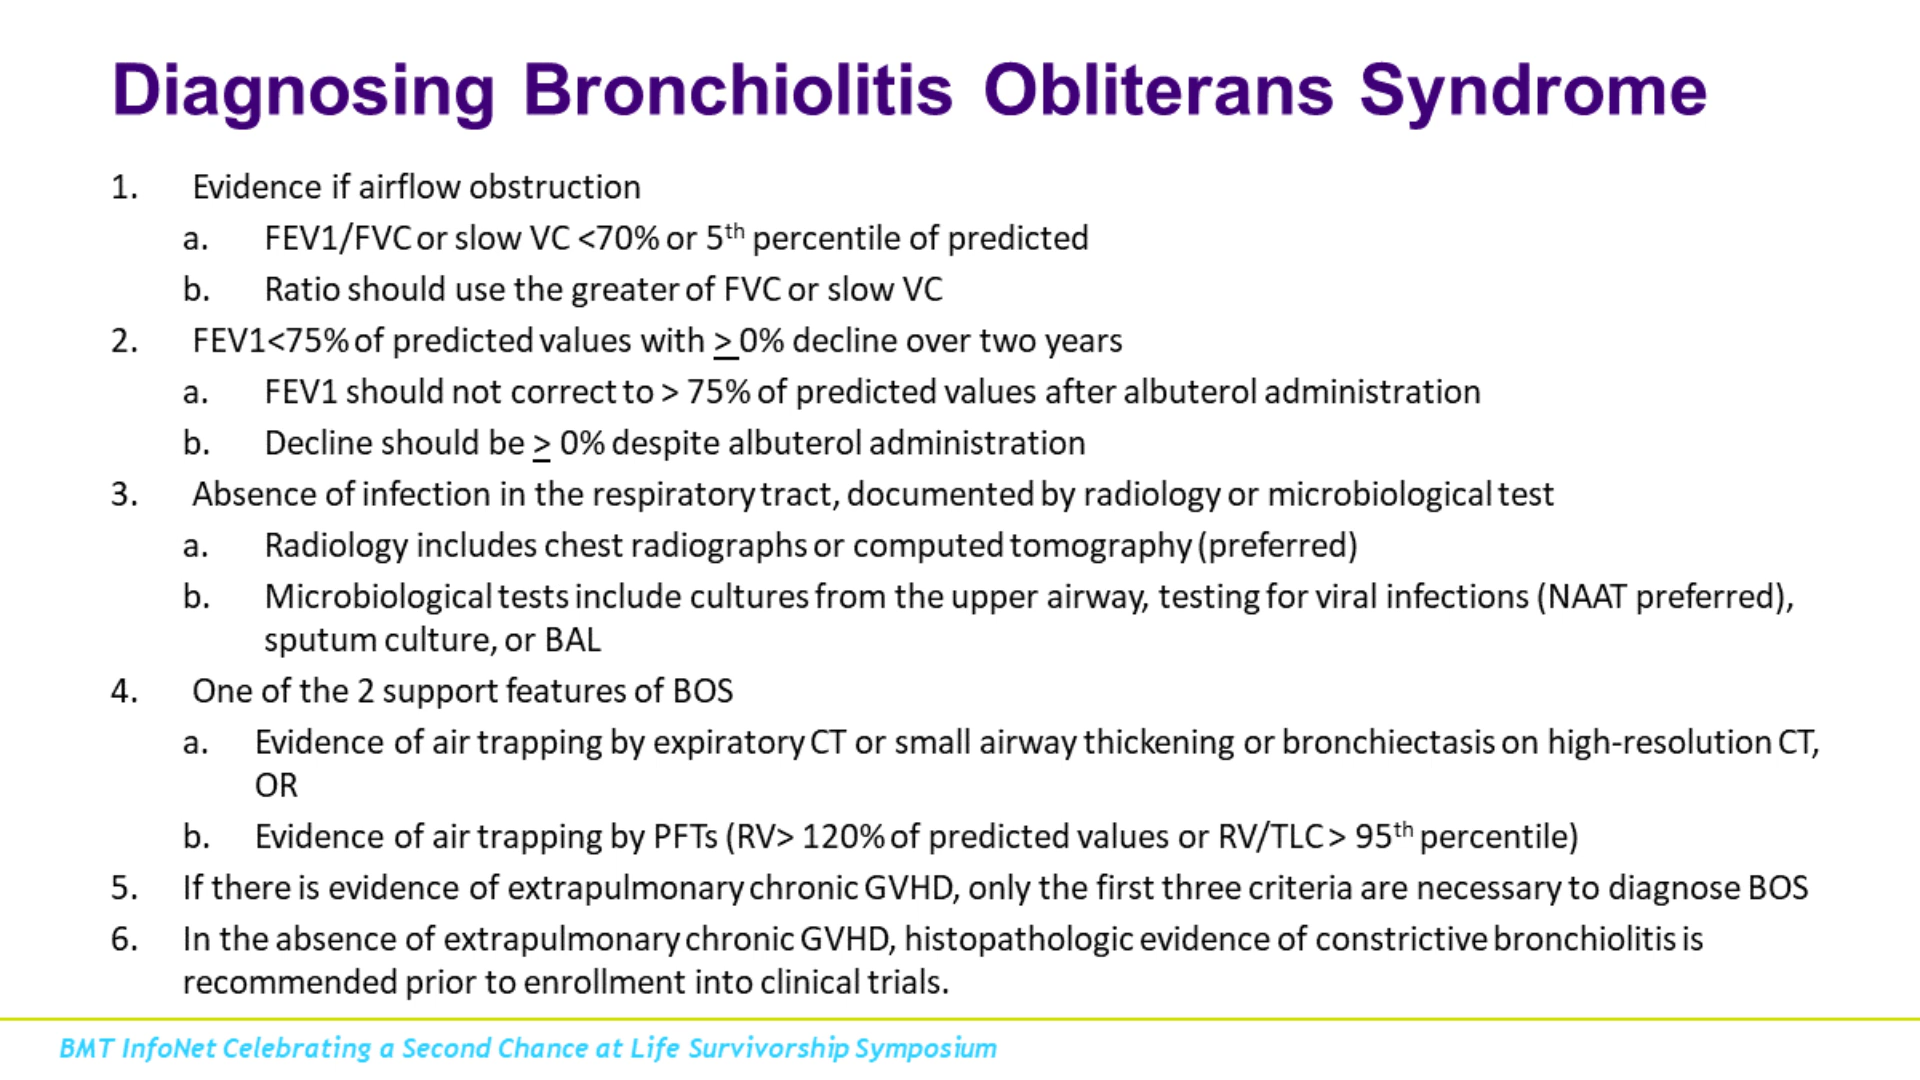 Diagnosing Bronchiolitis Obliterans Syndrome
1. Evidence if airflow obstruction
a. FEV1/FVC or slow VC <70% or 5th percentile of predicted
b. Ratio should use the greater of FVC or slow VC
2. FEV1<75% of predicted values with > 0% decline over two years
a. FEV1 should not correct to > 75% of predicted values after albuterol administration
b. Decline should be > 0% despite albuterol administration
3. Absence of infection in the respiratory tract, documented by radiology or microbiological test
a. Radiology includes chest radiographs or computed tomography (preferred)
b. Microbiological tests include cultures from the upper airway, testing for viral infections (NAAT preferred),
sputum culture, or BAL
4. One of the 2 support features of BOS
a. Evidence of air trapping by expiratory CT or small airway thickening or bronchiectasis on high-resolution CT,
OR
b. Evidence of air trapping by PFTs (RV> 120% of predicted values or RV/TLC> 95th percentile)
5. If there is evidence of extrapulmonary chronic GVHD, only the first three criteria are necessary to diagnose BOS
6. In the absence of extrapulmonary chronic GVHD, histopathologic evidence of constrictive bronchiolitis is
recommended prior to enrollment into clinical trials.
BMT InfoNet Celebrating a Second Chance at Life Survivorship Symposium